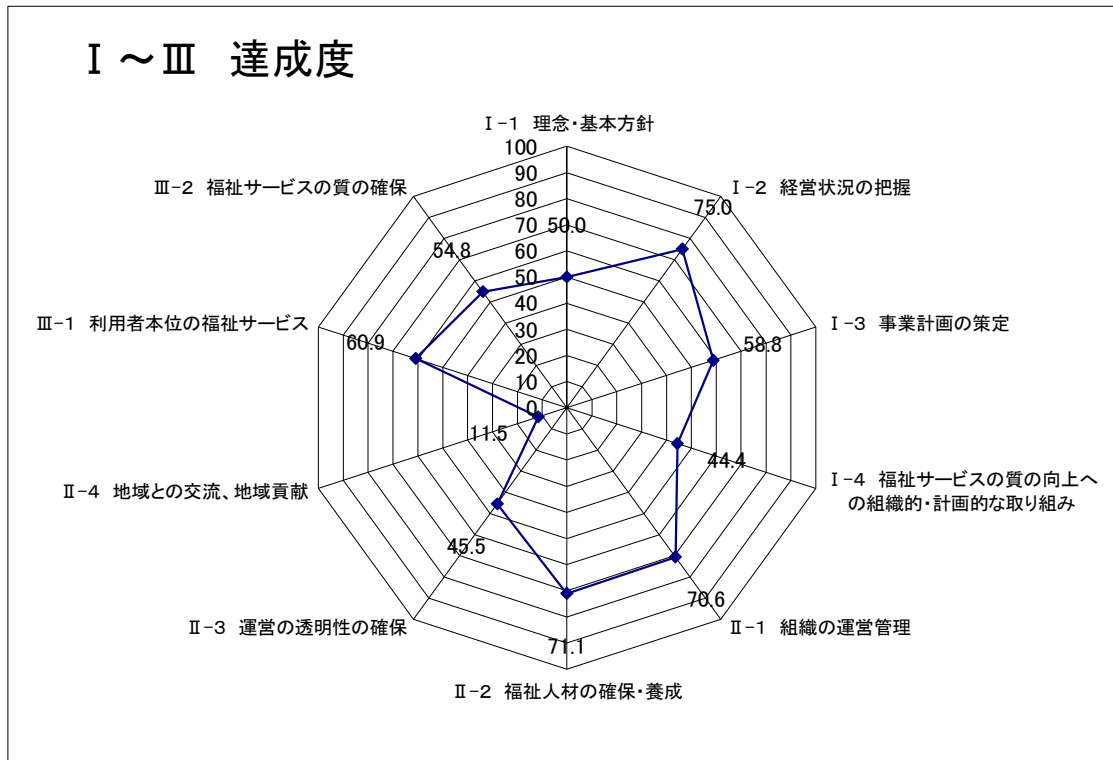 Ⅰ～Ⅲ 達成度
Ⅰ-1 理念・基本方針
Ⅰ-2 経営状況の把握
Ⅰ-3 事業計画の策定
Ⅰ-4 福祉サービスの質の向上へ
の組織的・計画的な取り組み
Ⅱ-1 組織の運営管理
Ⅱ-2 福祉人材の確保・養成
Ⅱ-3 運営の透明性の確保
Ⅱ-4 地域との交流、地域貢献
Ⅲ-1 利用者本位の福祉サービス
Ⅲ-2 福祉サービスの質の確保
100
90
80
70
60
50
40
30
20
10
0
50.0
75.0
58.8
44.4
70.6
71.1
45.5
11.5
60.9
54.8